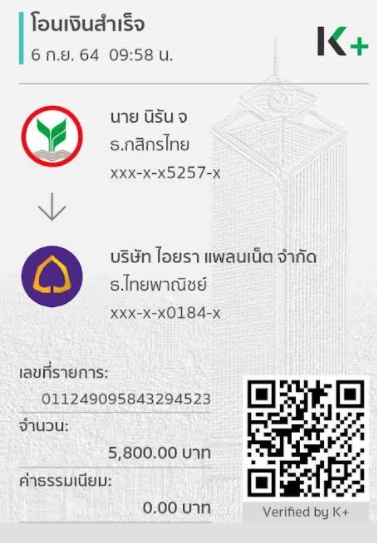 โอนเงินสำเร็จ
6 ก.ย. 64 09:58 น.
K+
นาย นิรัน จ
ธ.กสิกรไทย
xxx-x-x5257-x
บริษัท ไอยรา แพลนเน็ต จำกัด
ธ.ไทยพาณิชย์
xxx-x-x0184-x
เลขที่รายการ:
011249095843294523
จำนวน:
5,800.00 บาท
ค่าธรรมเนียม:
0.00 บาท
Verified by K+